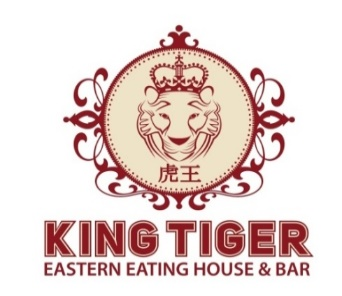 虎王
KING TIGER
EASTERN EATING HOUSE & BAR